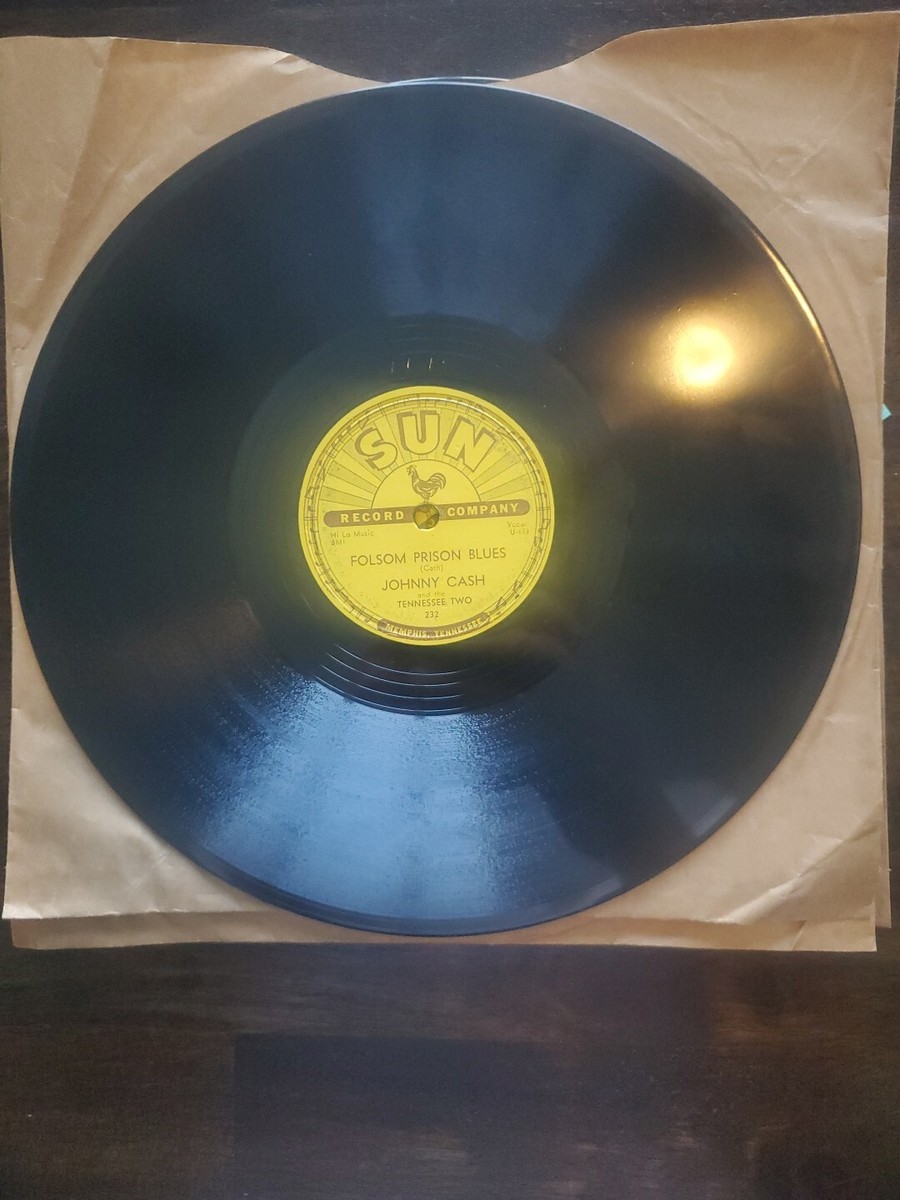 SUN
RECORD COMPANY
Hi Lo Music
BMI
Vocal
FOLSOM PRISON BLUES
(Cash)
JOHNNY CASH
and the
TENNESSEE TWO
232
MEMPHIS, TENNESSEE